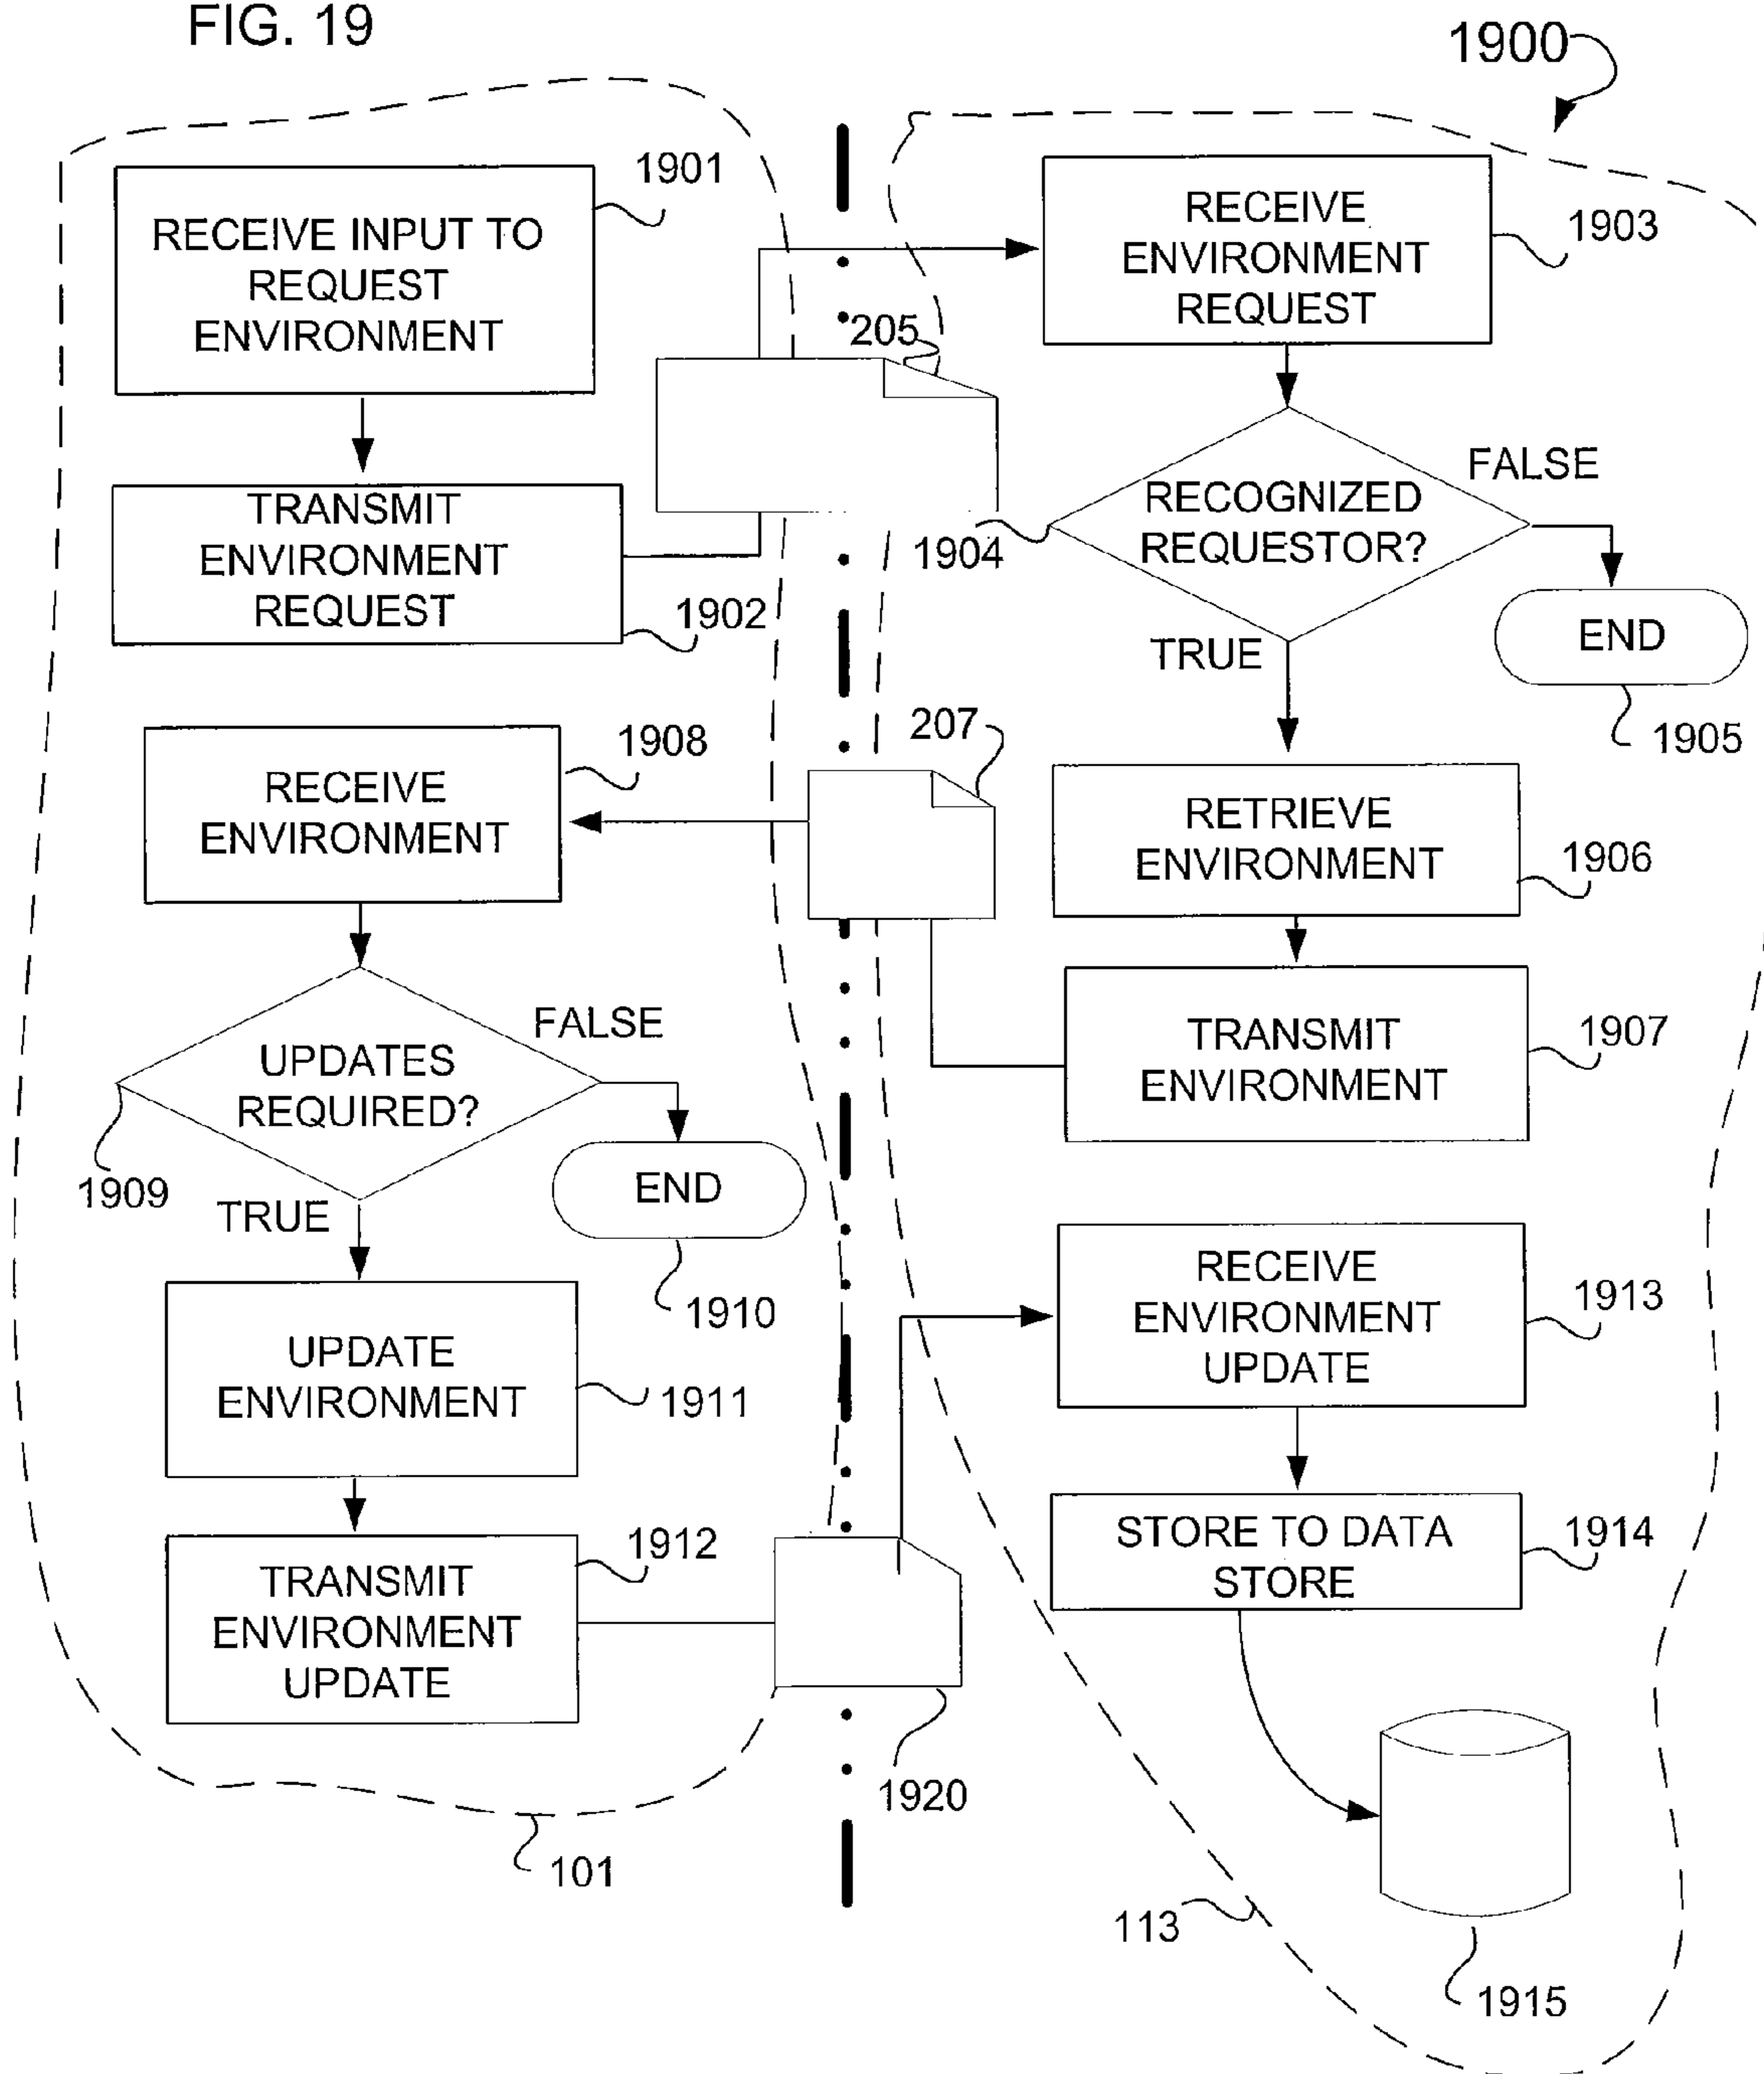 FIG. 19
1900
1901
RECEIVE INPUT TO
REQUEST
ENVIRONMENT
TRANSMIT
ENVIRONMENT
REQUEST
1902
205
RECEIVE
ENVIRONMENT
REQUEST
1903
RECOGNIZED
REQUESTOR?
1904
FALSE
END
1905
TRUE
RETRIEVE
ENVIRONMENT
1906
TRANSMIT
ENVIRONMENT
1907
207
RECEIVE
ENVIRONMENT
1908
UPDATES
REQUIRED?
1909
FALSE
END
1910
TRUE
UPDATE
ENVIRONMENT
1911
TRANSMIT
ENVIRONMENT
UPDATE
1912
1920
RECEIVE
ENVIRONMENT
UPDATE
1913
STORE TO DATA
STORE
1914
1915
101
113